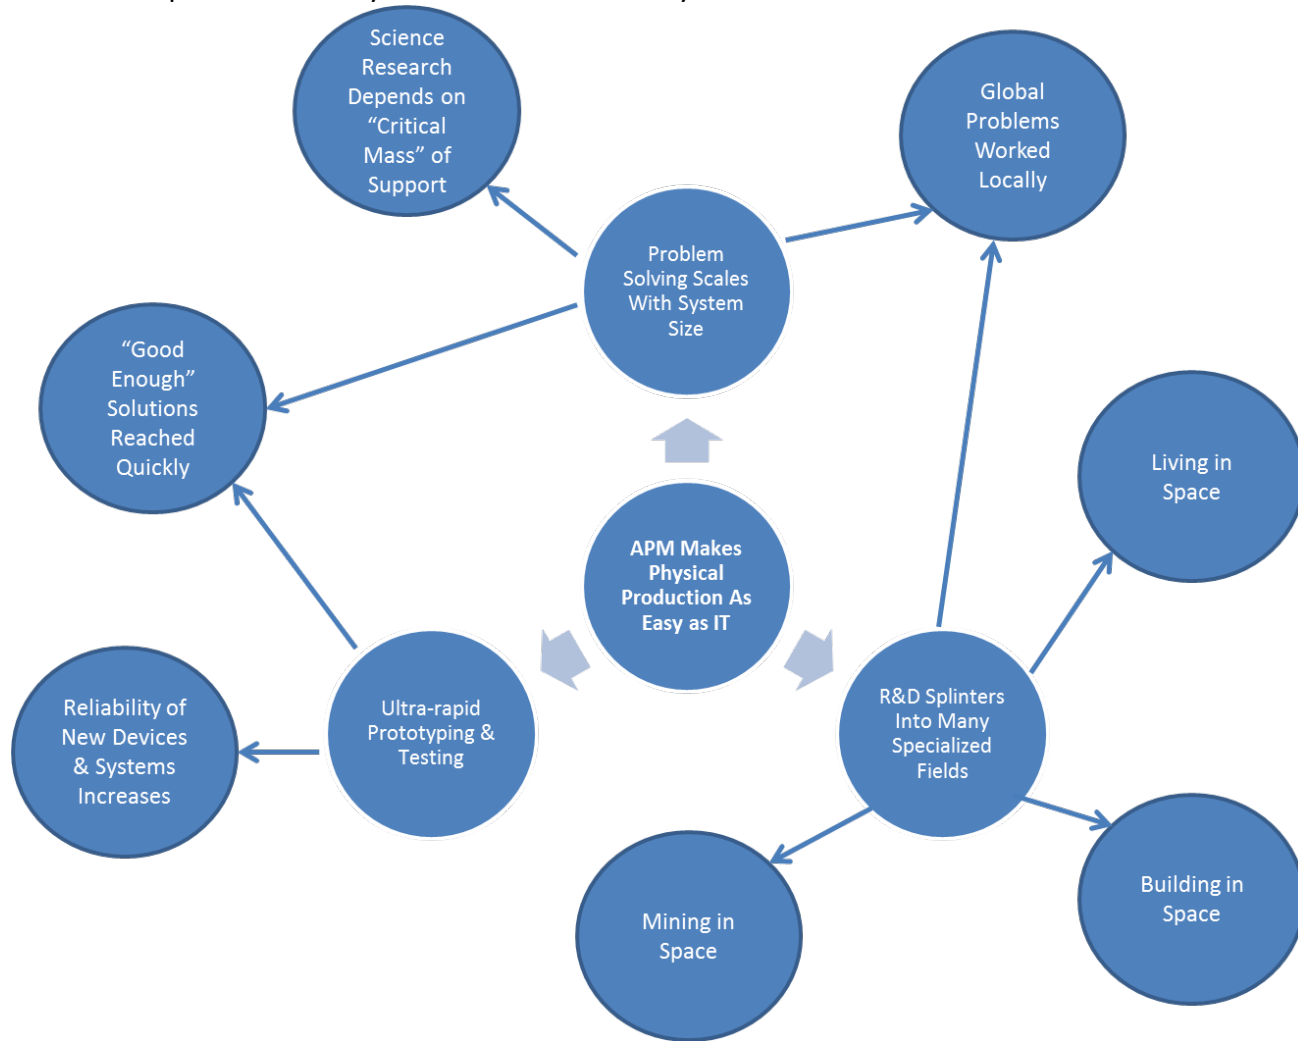 Science
Research
Depends on
“Critical
Mass” of
Support
Global
Problems
Worked
Locally
Problem
Solving Scales
With System
Size
“Good
Enough”
Solutions
Reached
Quickly
Living in
Space
APM Makes
Physical
Production As
Easy as IT
Reliability of
New Devices
& Systems
Increases
Ultra-rapid
Prototyping &
Testing
R&D Splinters
Into Many
Specialized
Fields
Mining in
Space
Building in
Space